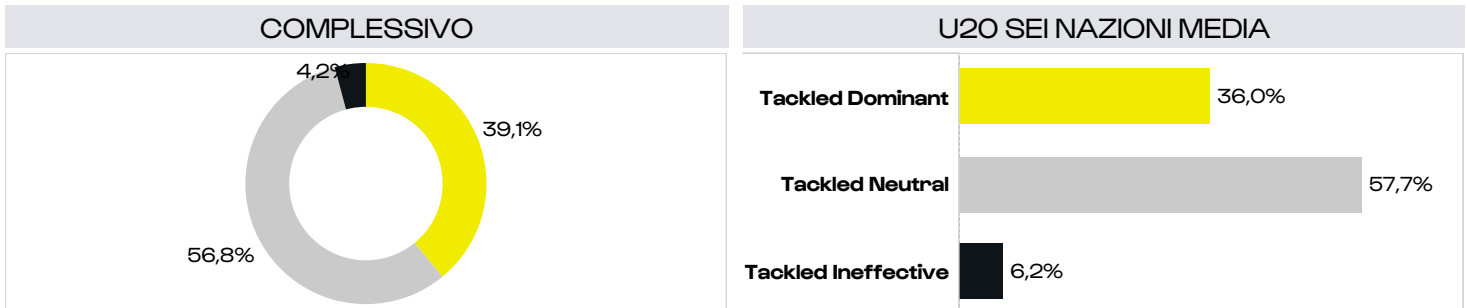 COMPLESSIVO
4,2%
39,1%
56,8%
U20 SEI NAZIONI MEDIA
Tackled Dominant
36,0%
Tackled Neutral
57,7%
Tackled Ineffective
6,2%